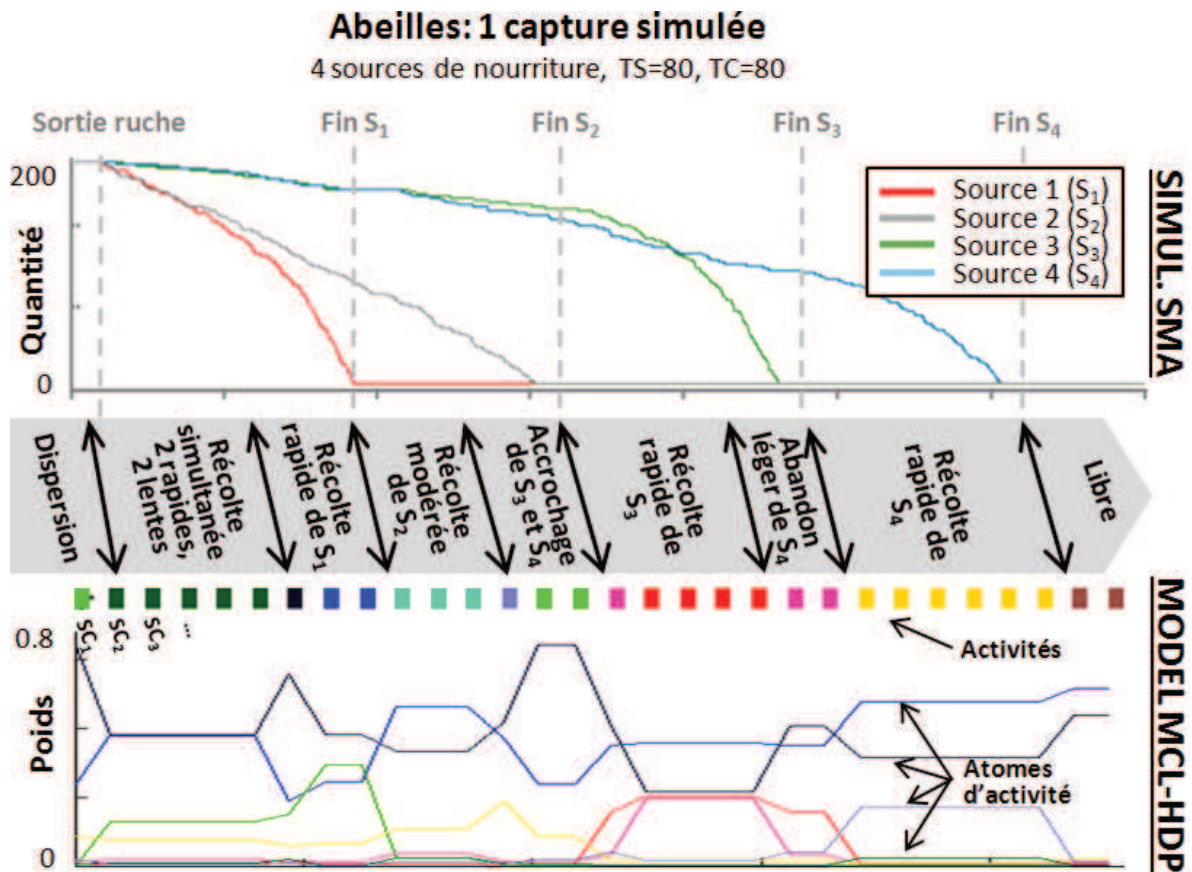 Abeilles: 1 capture simulée
4 sources de nourriture, TS=80, TC=80
Sortie ruche
Fin S₁
Fin S₂
Fin S₃
Fin S₄
200
Quantité
0
Source 1 (S₁)
Source 2 (S₂)
Source 3 (S₃)
Source 4 (S₄)
SIMUL. SMA
Dispersion
Récolte
simultanée
2 rapides,
2 lentes
Récolte
rapide de S₁
Récolte
modérée
de S₂
Accrochage
de S₃ et S₄
Récolte
rapide de
S₃
Abandon
léger de S₄
Récolte
rapide de
S₄
Libre
SC₁
SC₂
SC₃
...
Activités
0.8
Poids
0
Atomes
d'activité
MODEL MCL-HDP